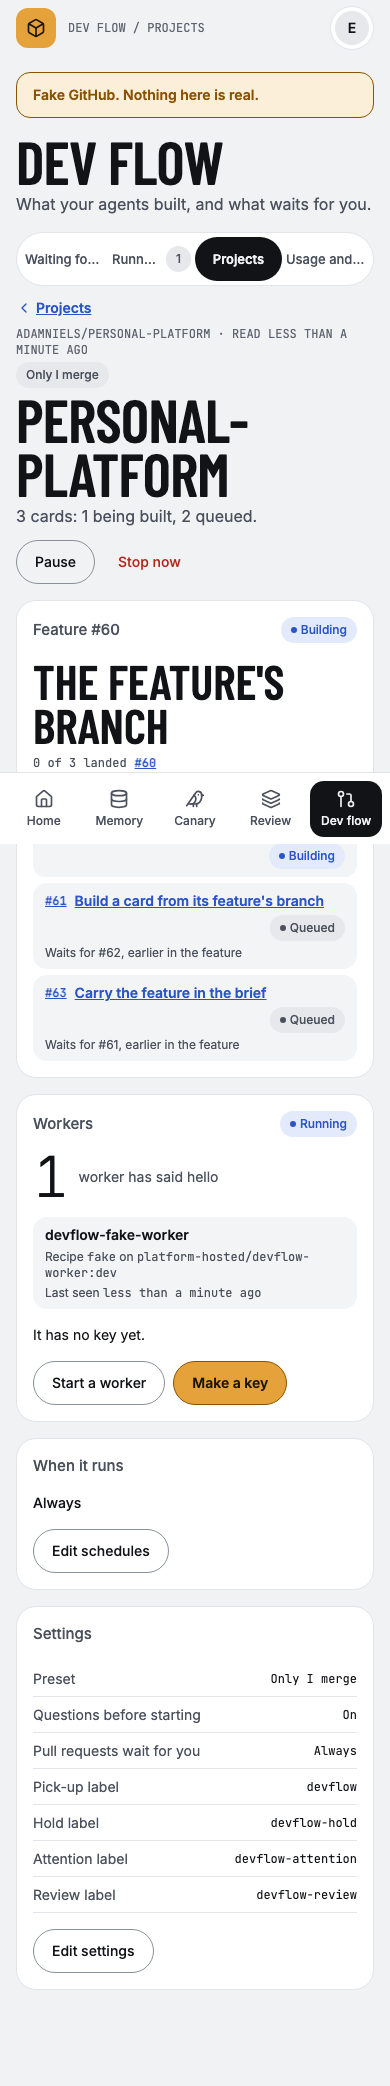 DEV FLOW / PROJECTS
E
Fake GitHub. Nothing here is real.
DEV FLOW
What your agents built, and what waits for you.
Waiting fo...
Runn...
1
Projects
Usage and...
Projects
ADAMNIELS/PERSONAL-PLATFORM · READ LESS THAN A
MINUTE AGO
Only I merge
PERSONAL-
PLATFORM
3 cards: 1 being built, 2 queued.
Pause
Stop now
Feature #60
Building
THE FEATURE'S
BRANCH
0 of 3 landed #60
Home
Memory
Canary
Review
Dev flow
Building
#61 Build a card from its feature's branch
Queued
Waits for #62, earlier in the feature
#63 Carry the feature in the brief
Queued
Waits for #61, earlier in the feature
Workers
Running
1 worker has said hello
devflow-fake-worker
Recipe fake on platform-hosted/devflow-
worker:dev
Last seen less than a minute ago
It has no key yet.
Start a worker
Make a key
When it runs
Always
Edit schedules
Settings
Preset Only I merge
Questions before starting On
Pull requests wait for you Always
Pick-up label devflow
Hold label devflow-hold
Attention label devflow-attention
Review label devflow-review
Edit settings